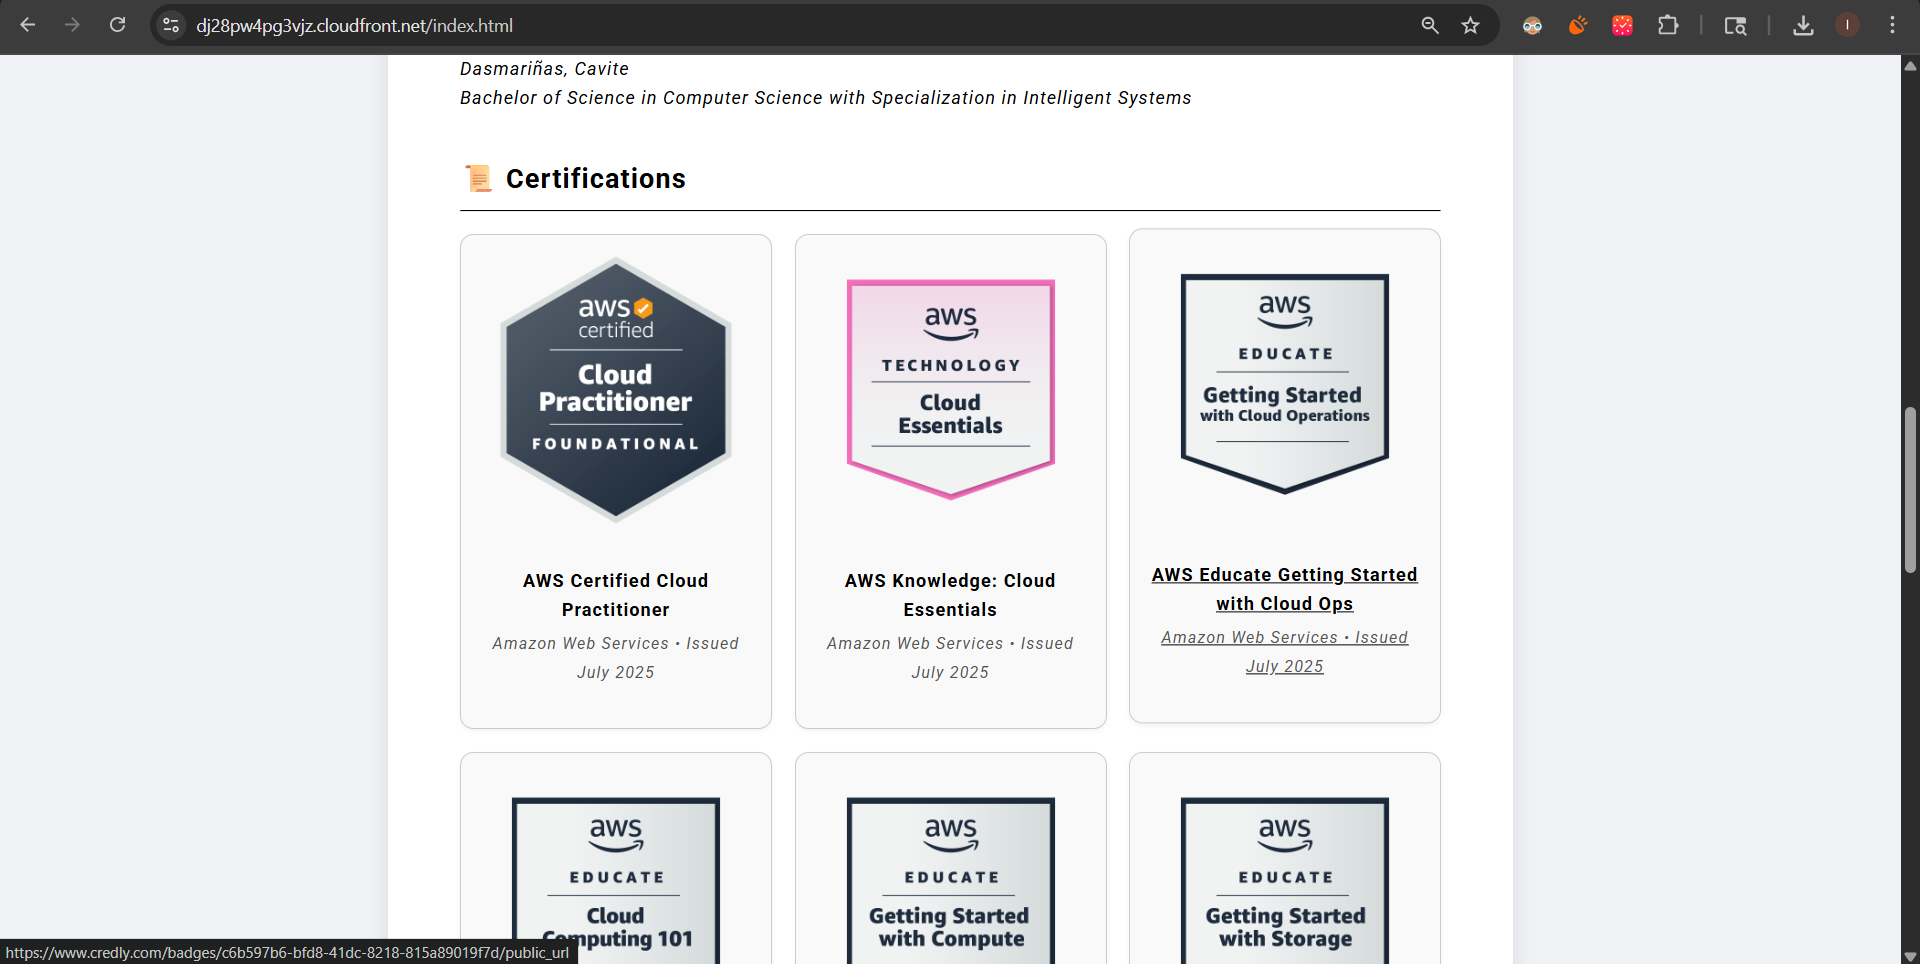 dj28pw4pg3vjz.cloudfront.net/index.html
I
Dasmariñas, Cavite
Bachelor of Science in Computer Science with Specialization in Intelligent Systems
Certifications
aws
certified
Cloud
Practitioner
FOUNDATIONAL
AWS Certified Cloud
Practitioner
Amazon Web Services • Issued
July 2025
aws
TECHNOLOGY
Cloud
Essentials
AWS Knowledge: Cloud
Essentials
Amazon Web Services • Issued
July 2025
aws
EDUCATE
Getting Started
with Cloud Operations
AWS Educate Getting Started
with Cloud Ops
Amazon Web Services • Issued
July 2025
aws
EDUCATE
Cloud
Computing 101
aws
EDUCATE
Getting Started
with Compute
aws
EDUCATE
Getting Started
with Storage
https://www.credly.com/badges/c6b597b6-bfd8-41dc-8218-815a89019f7d/public_url